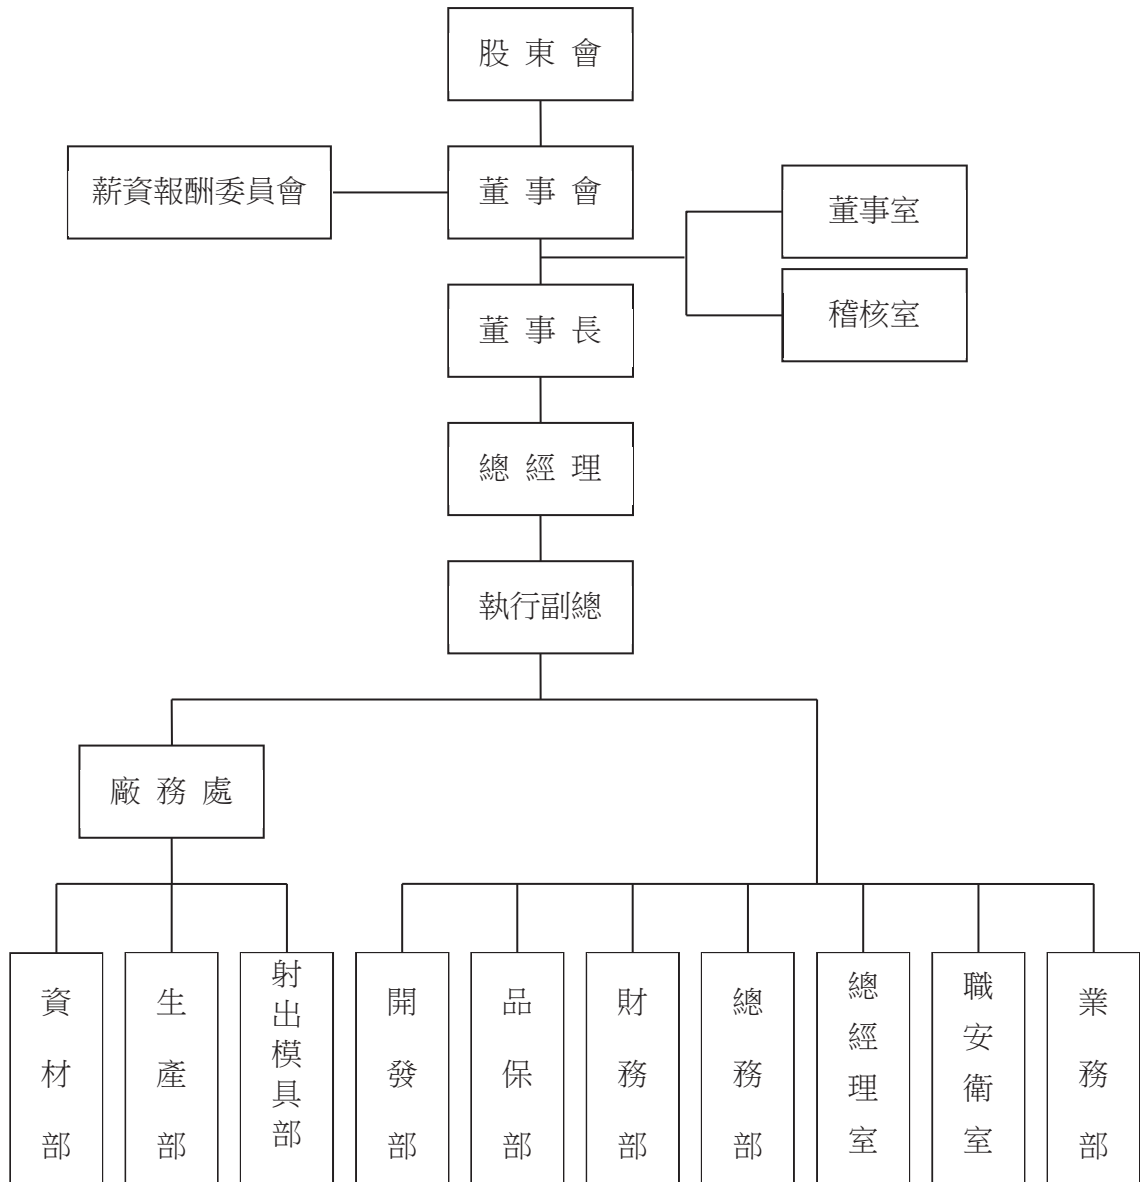 股 東 會
薪資報酬委員會
董 事 會
董事室
稽核室
董 事 長
總 經 理
執行副總
廠 務 處
資材部
生產部
射出模具部
開發部
品保部
財務部
總務部
總經理室
職安衛室
業務部